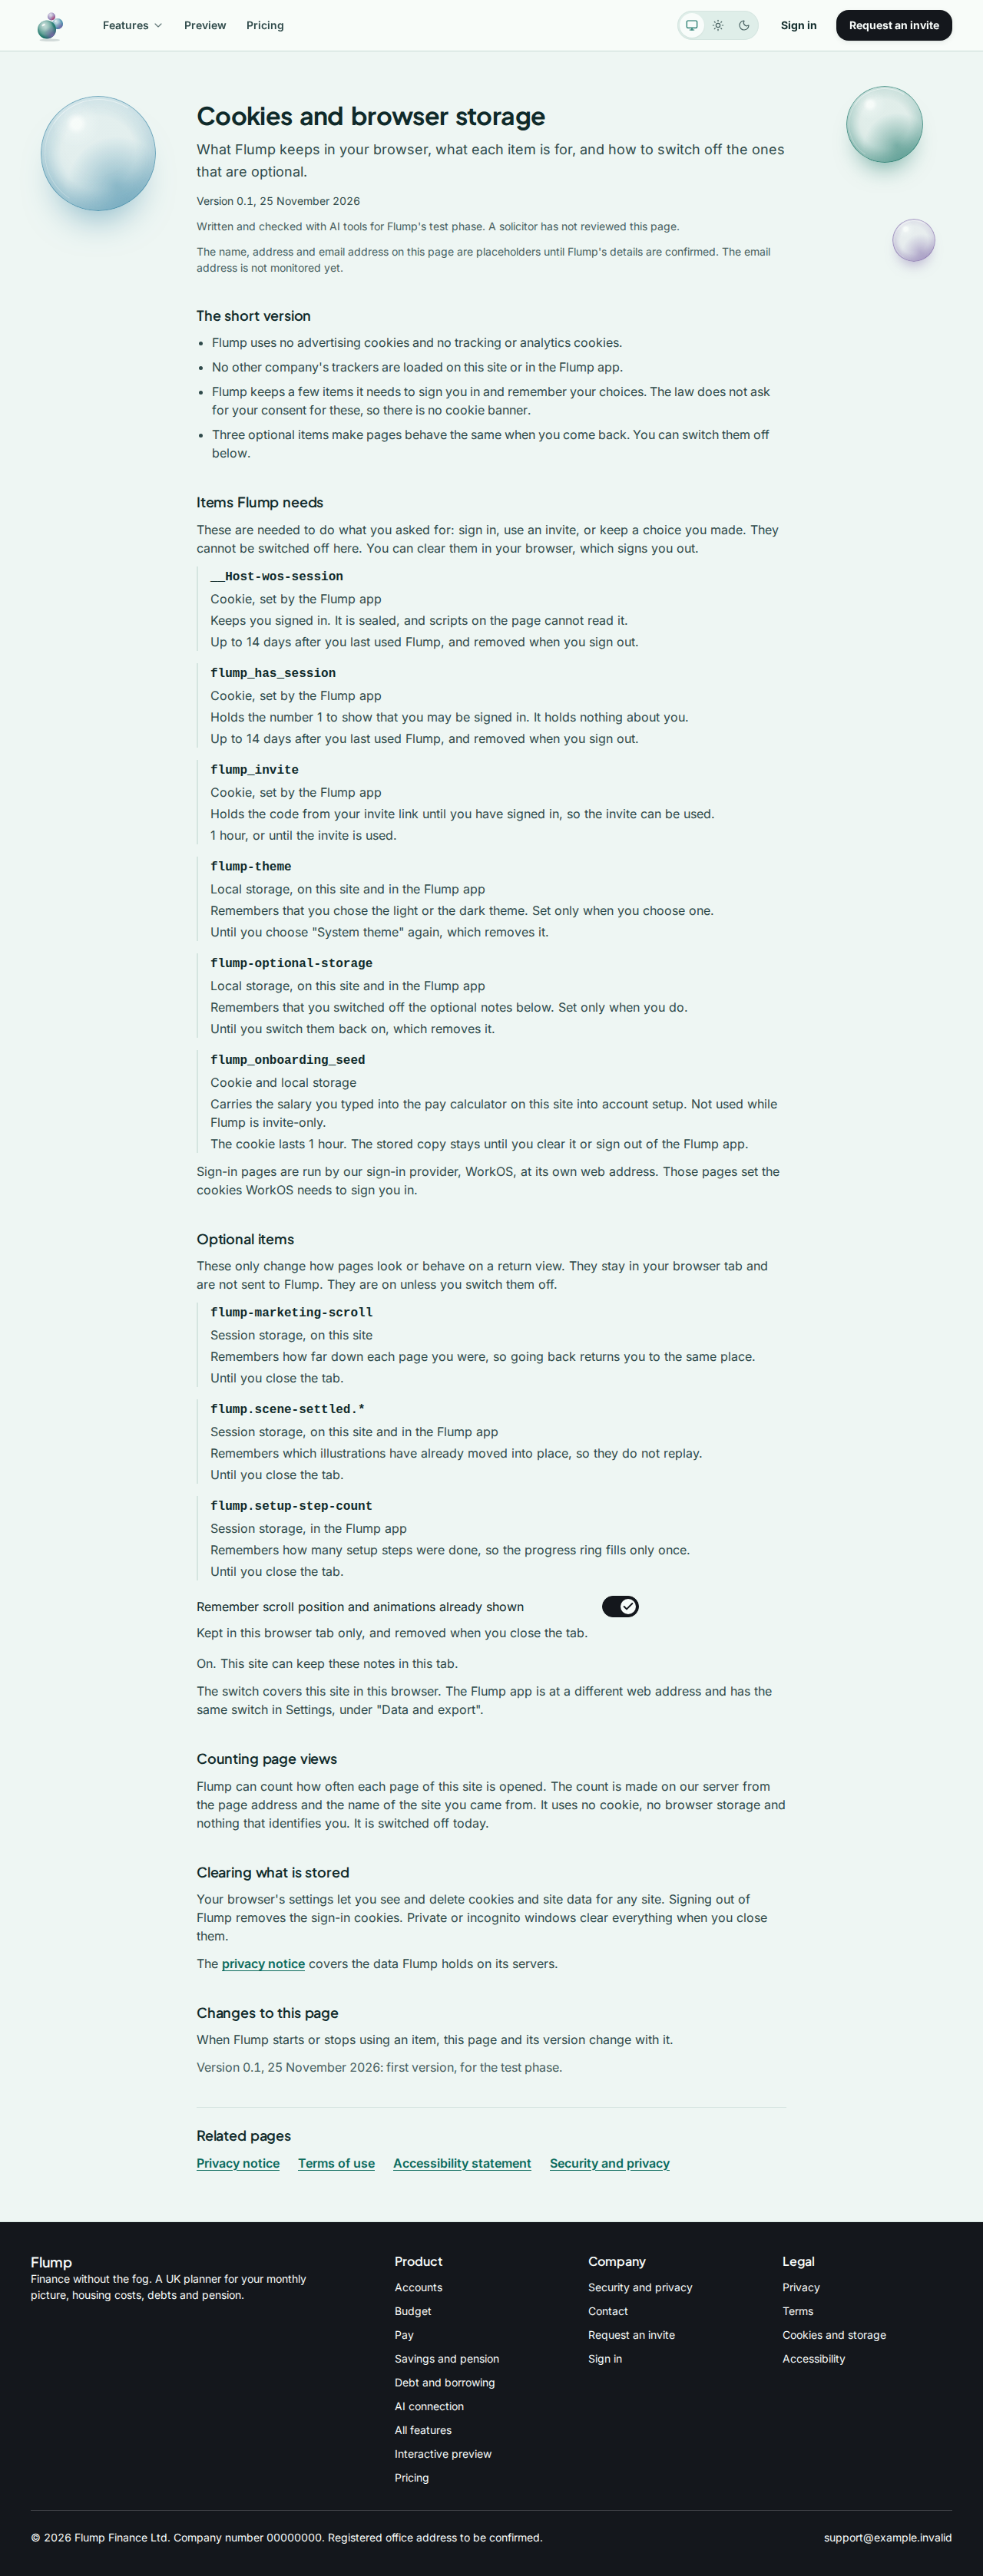 Features
Preview
Pricing
Sign in
Request an invite
Cookies and browser storage
What Flump keeps in your browser, what each item is for, and how to switch off the ones
that are optional.
Version 0.1, 25 November 2026
Written and checked with AI tools for Flump's test phase. A solicitor has not reviewed this page.
The name, address and email address on this page are placeholders until Flump's details are confirmed. The email
address is not monitored yet.
The short version
• Flump uses no advertising cookies and no tracking or analytics cookies.
• No other company's trackers are loaded on this site or in the Flump app.
• Flump keeps a few items it needs to sign you in and remember your choices. The law does not ask
for your consent for these, so there is no cookie banner.
• Three optional items make pages behave the same when you come back. You can switch them off
below.
Items Flump needs
These are needed to do what you asked for: sign in, use an invite, or keep a choice you made. They
cannot be switched off here. You can clear them in your browser, which signs you out.
__Host-wos-session
Cookie, set by the Flump app
Keeps you signed in. It is sealed, and scripts on the page cannot read it.
Up to 14 days after you last used Flump, and removed when you sign out.
flump_has_session
Cookie, set by the Flump app
Holds the number 1 to show that you may be signed in. It holds nothing about you.
Up to 14 days after you last used Flump, and removed when you sign out.
flump_invite
Cookie, set by the Flump app
Holds the code from your invite link until you have signed in, so the invite can be used.
1 hour, or until the invite is used.
flump-theme
Local storage, on this site and in the Flump app
Remembers that you chose the light or the dark theme. Set only when you choose one.
Until you choose "System theme" again, which removes it.
flump-optional-storage
Local storage, on this site and in the Flump app
Remembers that you switched off the optional notes below. Set only when you do.
Until you switch them back on, which removes it.
flump_onboarding_seed
Cookie and local storage
Carries the salary you typed into the pay calculator on this site into account setup. Not used while
Flump is invite-only.
The cookie lasts 1 hour. The stored copy stays until you clear it or sign out of the Flump app.
Sign-in pages are run by our sign-in provider, WorkOS, at its own web address. Those pages set the
cookies WorkOS needs to sign you in.
Optional items
These only change how pages look or behave on a return view. They stay in your browser tab and
are not sent to Flump. They are on unless you switch them off.
flump-marketing-scroll
Session storage, on this site
Remembers how far down each page you were, so going back returns you to the same place.
Until you close the tab.
flump.scene-settled.*
Session storage, on this site and in the Flump app
Remembers which illustrations have already moved into place, so they do not replay.
Until you close the tab.
flump.setup-step-count
Session storage, in the Flump app
Remembers how many setup steps were done, so the progress ring fills only once.
Until you close the tab.
Remember scroll position and animations already shown
Kept in this browser tab only, and removed when you close the tab.
On. This site can keep these notes in this tab.
The switch covers this site in this browser. The Flump app is at a different web address and has the
same switch in Settings, under "Data and export".
Counting page views
Flump can count how often each page of this site is opened. The count is made on our server from
the page address and the name of the site you came from. It uses no cookie, no browser storage and
nothing that identifies you. It is switched off today.
Clearing what is stored
Your browser's settings let you see and delete cookies and site data for any site. Signing out of
Flump removes the sign-in cookies. Private or incognito windows clear everything when you close
them.
The privacy notice covers the data Flump holds on its servers.
Changes to this page
When Flump starts or stops using an item, this page and its version change with it.
Version 0.1, 25 November 2026: first version, for the test phase.
Related pages
Privacy notice
Terms of use
Accessibility statement
Security and privacy
Flump
Finance without the fog. A UK planner for your monthly
picture, housing costs, debts and pension.
Product
Accounts
Budget
Pay
Savings and pension
Debt and borrowing
AI connection
All features
Interactive preview
Pricing
Company
Security and privacy
Contact
Request an invite
Sign in
Legal
Privacy
Terms
Cookies and storage
Accessibility
© 2026 Flump Finance Ltd. Company number 00000000. Registered office address to be confirmed.
support@example.invalid